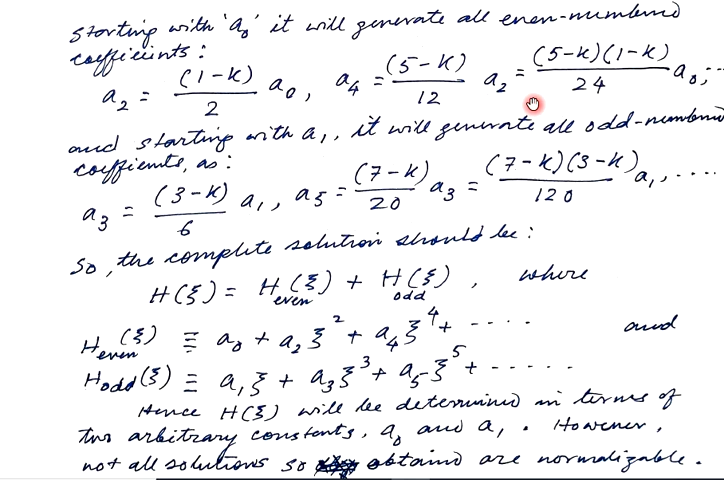 starting with 'a₀' it will generate all even-numbered
coefficients :
a₂ = (1-K)/2 a₀, a₄ = (5-K)/12 a₂ = (5-K)(1-K)/24 a₀, ..
and starting with a₁, it will generate all odd-numbered
coefficients, as :
a₃ = (3-K)/6 a₁, a₅ = (7-K)/20 a₃ = (7-K)(3-K)/120 a₁, ....
So, the complete solution should be :
H(ξ) = H_even(ξ) + H_odd(ξ) , where
H_even(ξ) ≡ a₀ + a₂ξ² + a₄ξ⁴ + ---- and
H_odd(ξ) ≡ a₁ξ + a₃ξ³ + a₅ξ⁵ + -----
Hence H(ξ) will be determined in terms of
two arbitrary constants, a₀ and a₁ . However,
not all solutions so obtained are normalizable.